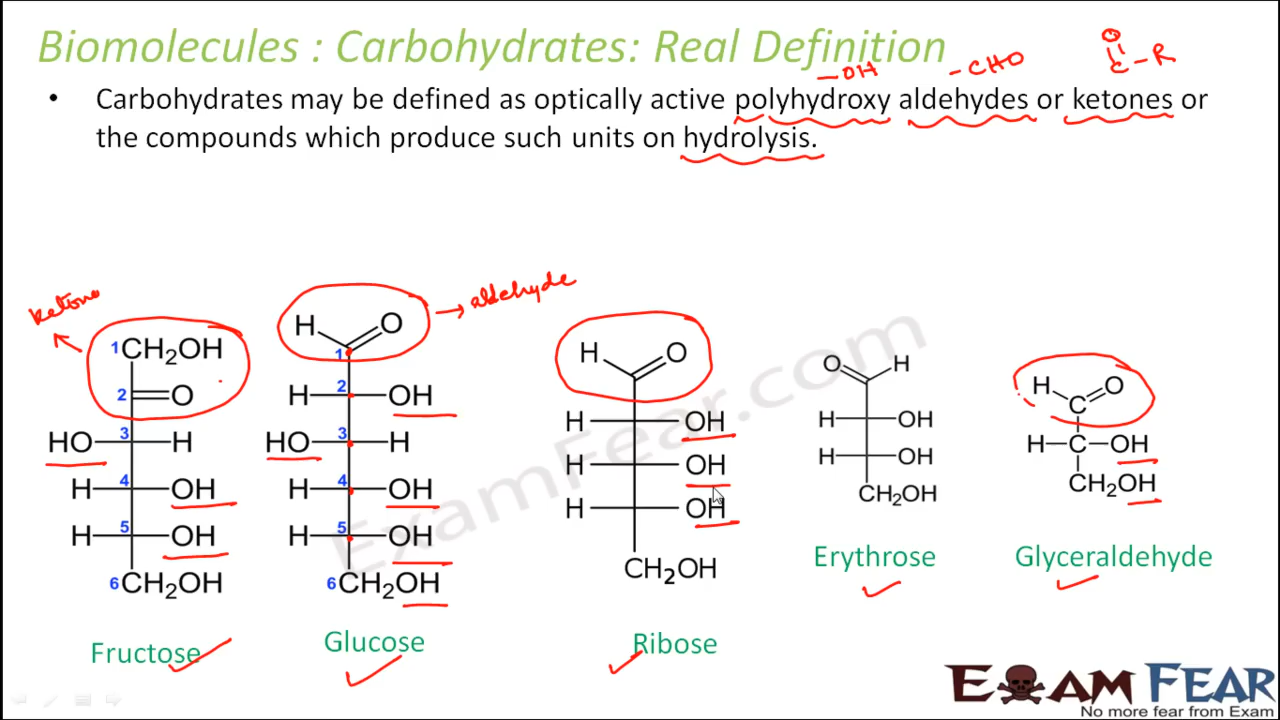 Biomolecules : Carbohydrates: Real Definition
O
C-R
-OH
-CHO
• Carbohydrates may be defined as optically active polyhydroxy aldehydes or ketones or
the compounds which produce such units on hydrolysis.
ketone
1CH2OH
2 O
HO 3 H
H 4 OH
H 5 OH
6CH2OH
Fructose
aldehyde
H O
1
H 2 OH
HO 3 H
H 4 OH
H 5 OH
6CH2OH
Glucose
H O
H OH
H OH
H OH
CH2OH
Ribose
O H
H OH
H OH
CH2OH
Erythrose
H O
C
H-C-OH
CH2OH
Glyceraldehyde
ExamFear.com
EXAM FEAR
No more fear from Exam